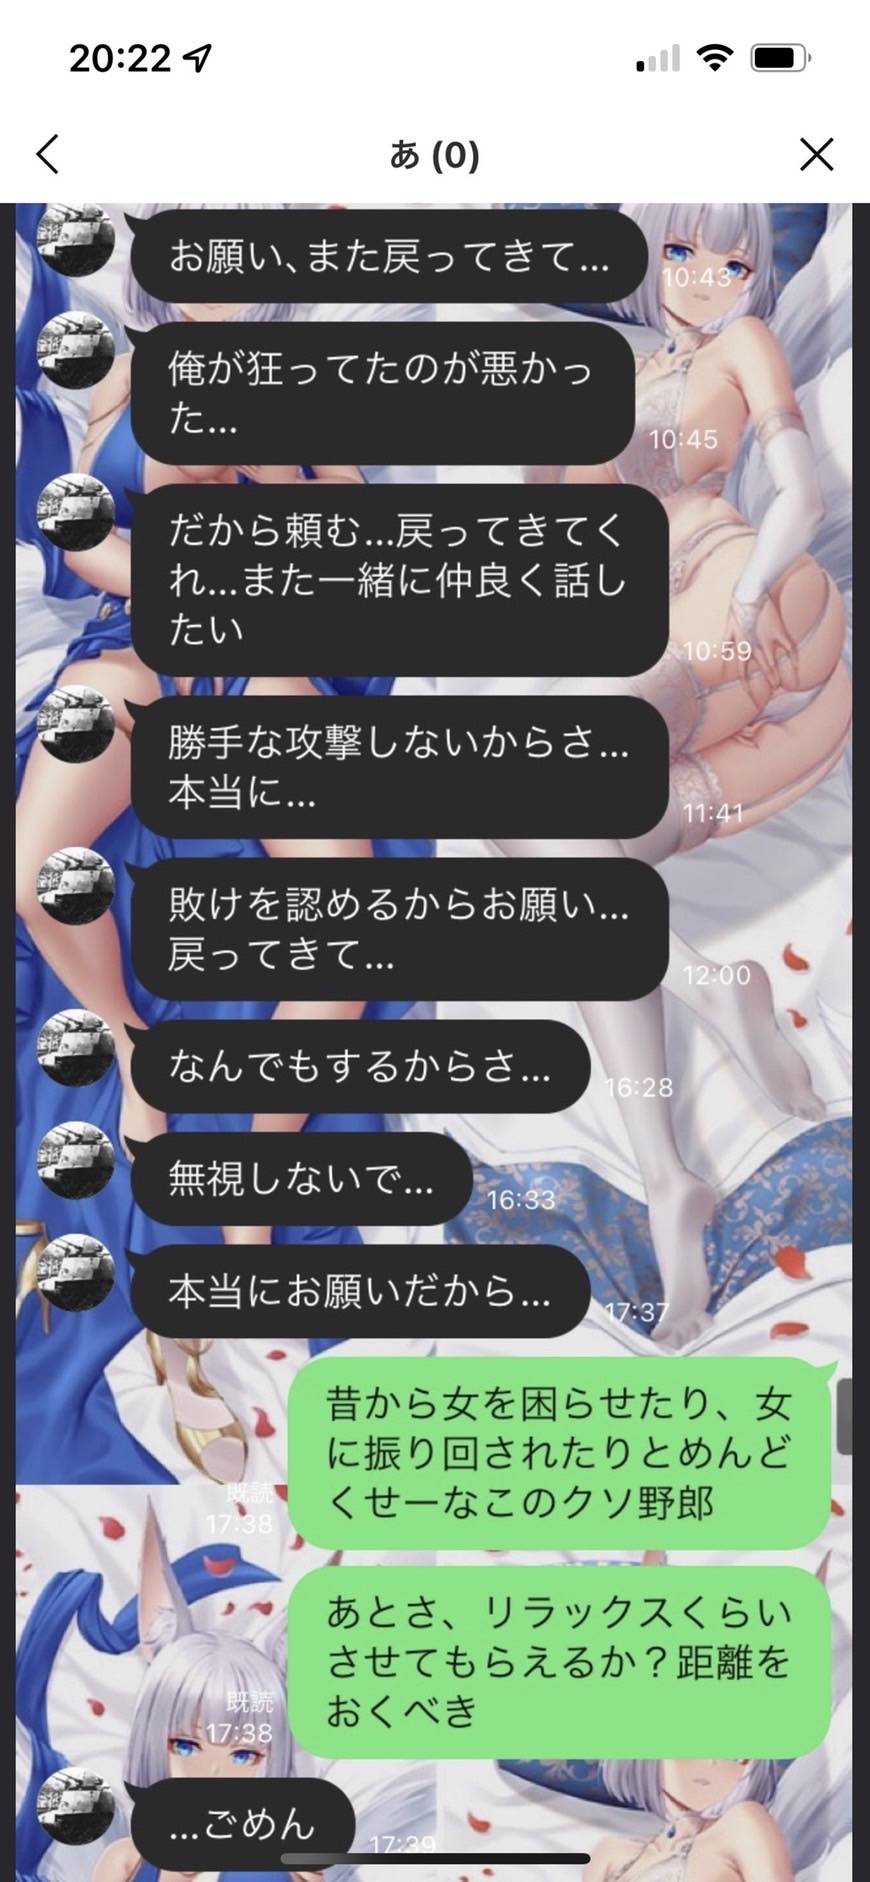 20:22
あ (0)
お願い、また戻ってきて...
10:43
俺が狂ってたのが悪かっ
た...
10:45
だから頼む...戻ってきてく
れ...また一緒に仲良く話し
たい
10:59
勝手な攻撃しないからさ...
本当に...
11:41
敗けを認めるからお願い...
戻ってきて...
12:00
なんでもするからさ...
16:28
無視しないで...
16:33
本当にお願いだから...
17:37
昔から女を困らせたり、女
に振り回されたりとめんど
くせーなこのクソ野郎
既読
17:38
あとさ、リラックスくらい
させてもらえるか？距離を
おくべき
既読
17:38
...ごめん
17:39